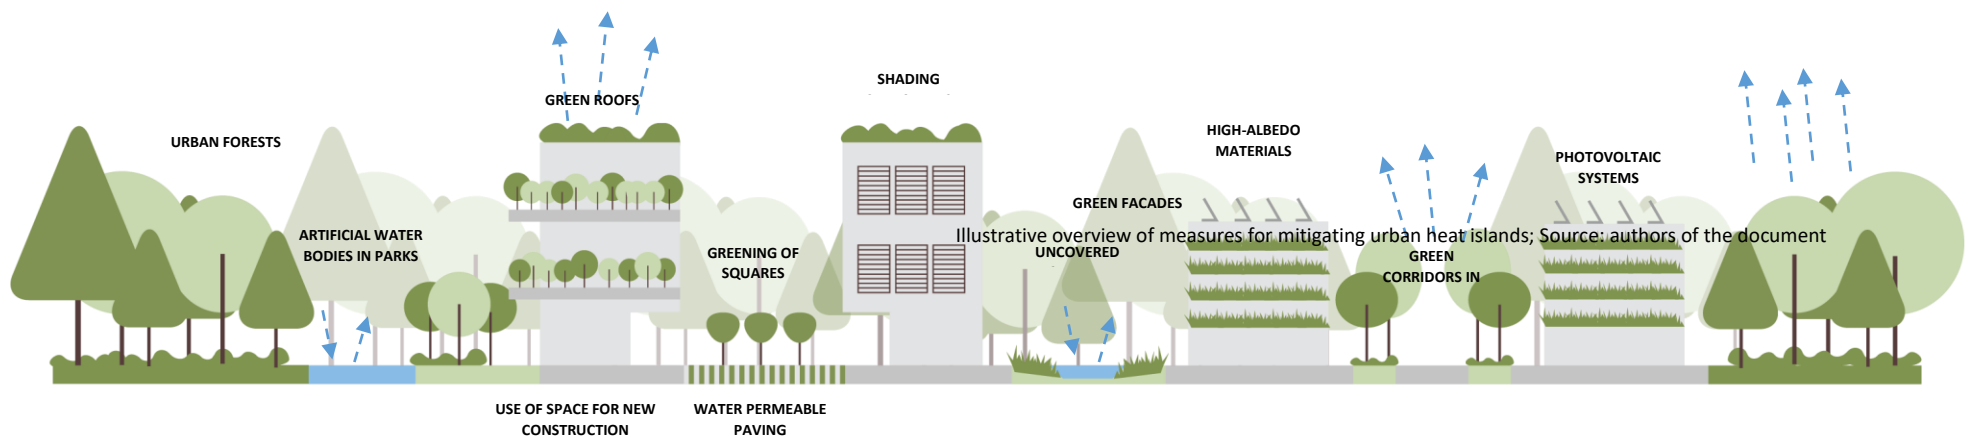 SHADING
GREEN ROOFS
URBAN FORESTS
HIGH-ALBEDO
MATERIALS
PHOTOVOLTAIC
SYSTEMS
GREEN FACADES
ARTIFICIAL WATER
BODIES IN PARKS
Illustrative overview of measures for mitigating urban heat islands; Source: authors of the document
GREENING OF
SQUARES
UNCOVERED
GREEN
CORRIDORS IN
USE OF SPACE FOR NEW
CONSTRUCTION
WATER PERMEABLE
PAVING